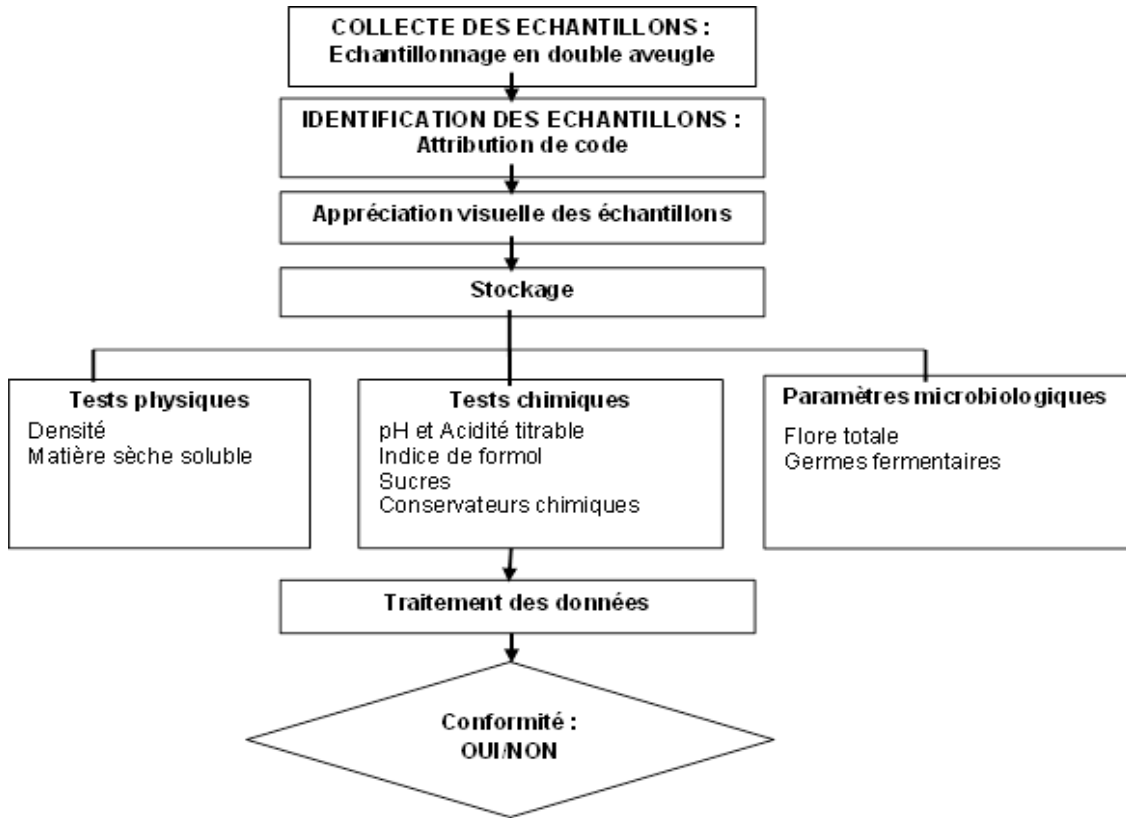 COLLECTE DES ECHANTILLONS :
Echantillonnage en double aveugle
IDENTIFICATION DES ECHANTILLONS :
Attribution de code
Appréciation visuelle des échantillons
Stockage
Tests physiques
Densité
Matière sèche soluble
Tests chimiques
pH et Acidité titrable
Indice de formol
Sucres
Conservateurs chimiques
Paramètres microbiologiques
Flore totale
Germes fermentaires
Traitement des données
Conformité :
OUI/NON